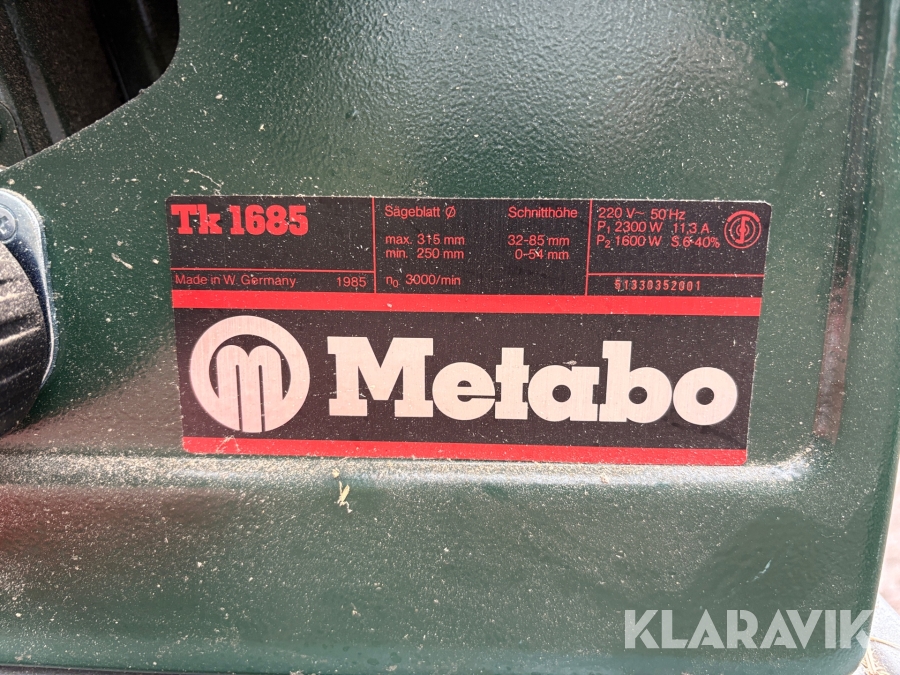 Tk 1685
Made in W. Germany 1985
Sägeblatt Ø
max. 315 mm
min. 250 mm
n₀ 3000/min
Schnitthöhe
32-85 mm
0-54 mm
220 V~ 50 Hz
P₁ 2300 W 11,3 A
P₂ 1600 W S 6-40%
51330352001
Metabo
KLARAVIK